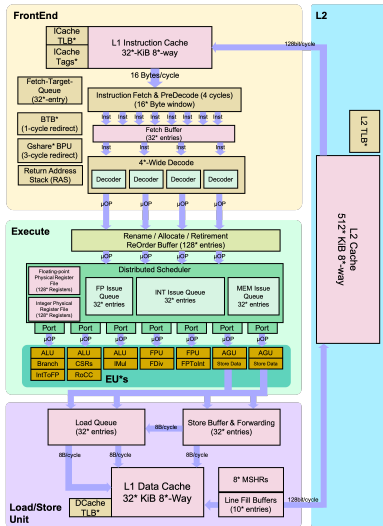 FrontEnd
L2
ICache
TLB*
ICache
Tags*
L1 Instruction Cache
32*-KiB 8*-way
128bit/cycle
16 Bytes/cycle
Fetch-Target-
Queue
(32*-entry)
Instruction Fetch & PreDecode (4 cycles)
(16* Byte window)
Inst Inst Inst Inst Inst Inst Inst Inst
BTB*
(1-cycle redirect)
Fetch Buffer
(32* entries)
Gshare* BPU
(3-cycle redirect)
Inst Inst Inst Inst
Return Address
Stack (RAS)
4*-Wide Decode
Decoder Decoder Decoder Decoder
µOP µOP µOP µOP
L2 TLB*
L2 Cache
512* KiB 8*-way
Execute
Rename / Allocate / Retirement
ReOrder Buffer (128* entries)
Distributed Scheduler
Floating-point
Physical
Register
File
(128* Registers)
Integer Physical
Register File
(128* Registers)
FP Issue
Queue
32* entries
INT Issue Queue
32* entries
MEM Issue
Queue
32* entries
Port Port Port Port Port Port Port
µOP µOP µOP µOP µOP µOP µOP
ALU ALU ALU FPU FPU AGU AGU
Branch CSRs IMul FDiv FPToInt Store Data Store Data
IntToFP RoCC
EU*s
Load Queue
(32* entries)
Store Buffer & Forwarding
(32* entries)
8B/cycle
8B/cycle 8B/cycle 8B/cycle
L1 Data Cache
32* KiB 8*-Way
DCache
TLB*
8* MSHRs
Line Fill Buffers
(10* entries)
128bit/cycle
Load/Store
Unit